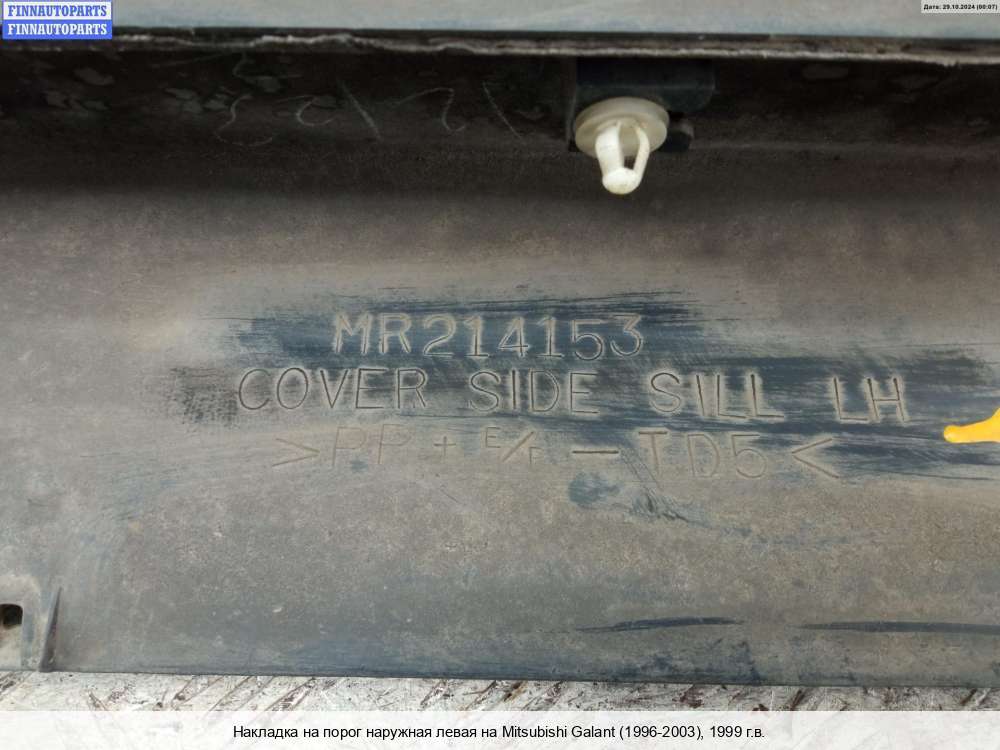 FINNAUTOPARTS
FINNAUTOPARTS
Дата: 29.10.2024 (00:07)
MR214153
COVER SIDE SILL LH
>PP + E/P - TD5<
Накладка на порог наружная левая на Mitsubishi Galant (1996-2003), 1999 г.в.